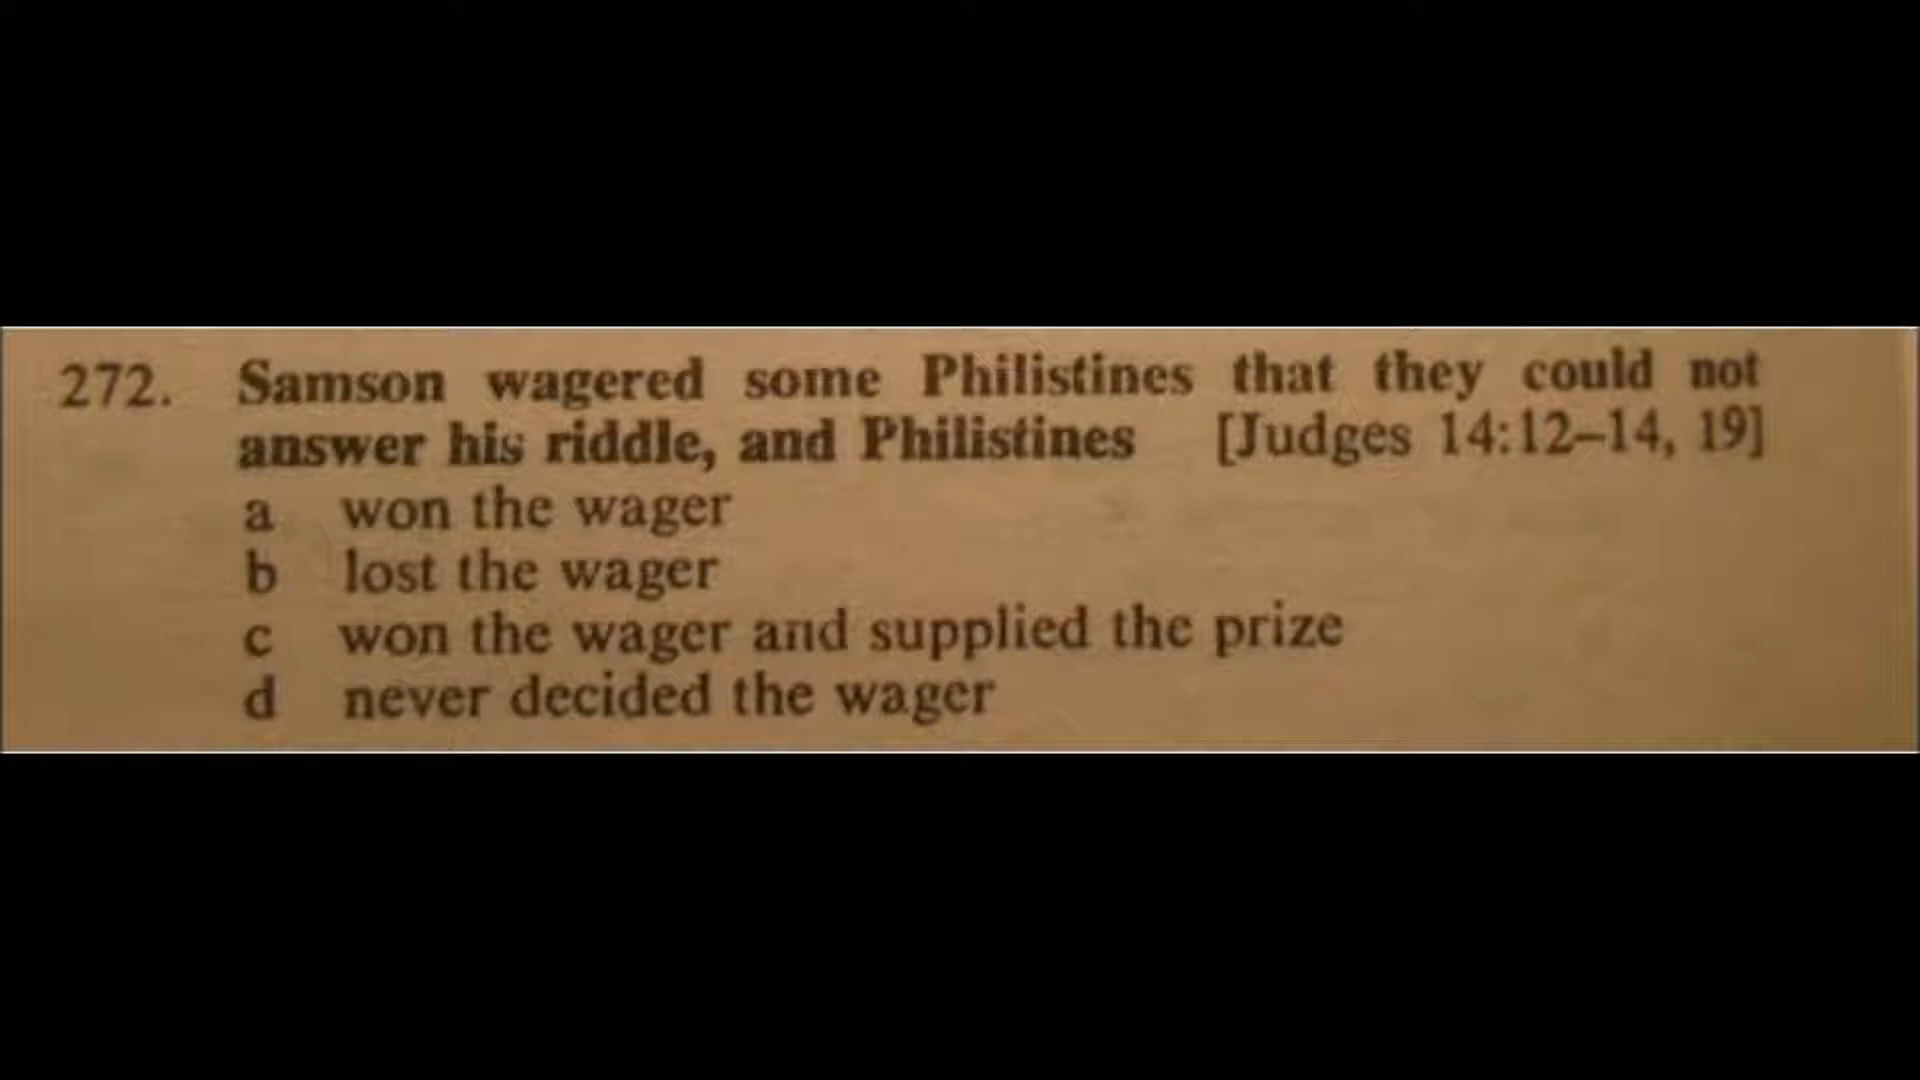 272. Samson wagered some Philistines that they could not
answer his riddle, and Philistines [Judges 14:12–14, 19]
a won the wager
b lost the wager
c won the wager and supplied the prize
d never decided the wager